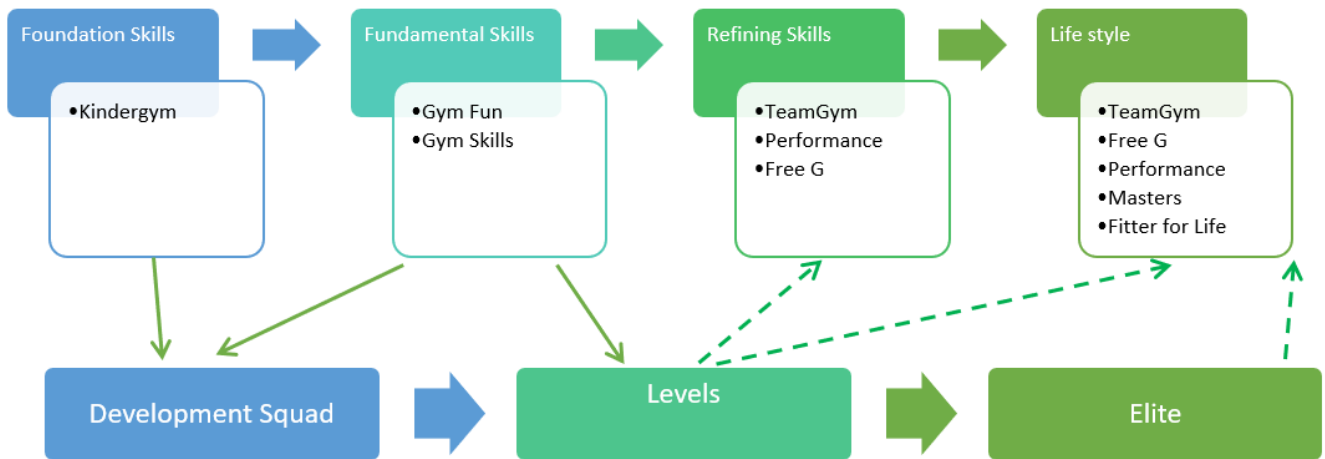 Foundation Skills
•Kindergym
Fundamental Skills
•Gym Fun
•Gym Skills
Refining Skills
•TeamGym
•Performance
•Free G
Life style
•TeamGym
•Free G
•Performance
•Masters
•Fitter for Life
Development Squad
Levels
Elite